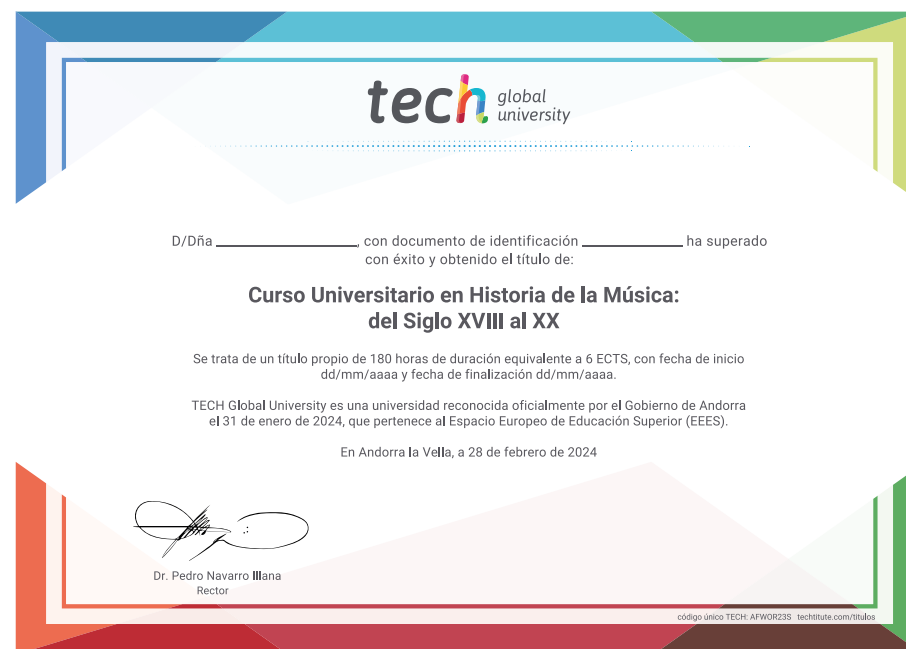 tech global university
D/Dña ____________, con documento de identificación ____________ ha superado
con éxito y obtenido el título de:
Curso Universitario en Historia de la Música:
del Siglo XVIII al XX
Se trata de un título propio de 180 horas de duración equivalente a 6 ECTS, con fecha de inicio
dd/mm/aaaa y fecha de finalización dd/mm/aaaa.
TECH Global University es una universidad reconocida oficialmente por el Gobierno de Andorra
el 31 de enero de 2024, que pertenece al Espacio Europeo de Educación Superior (EEES).
En Andorra la Vella, a 28 de febrero de 2024
Dr. Pedro Navarro Illana
Rector
código único TECH: AFWOR23S techtitute.com/titulos